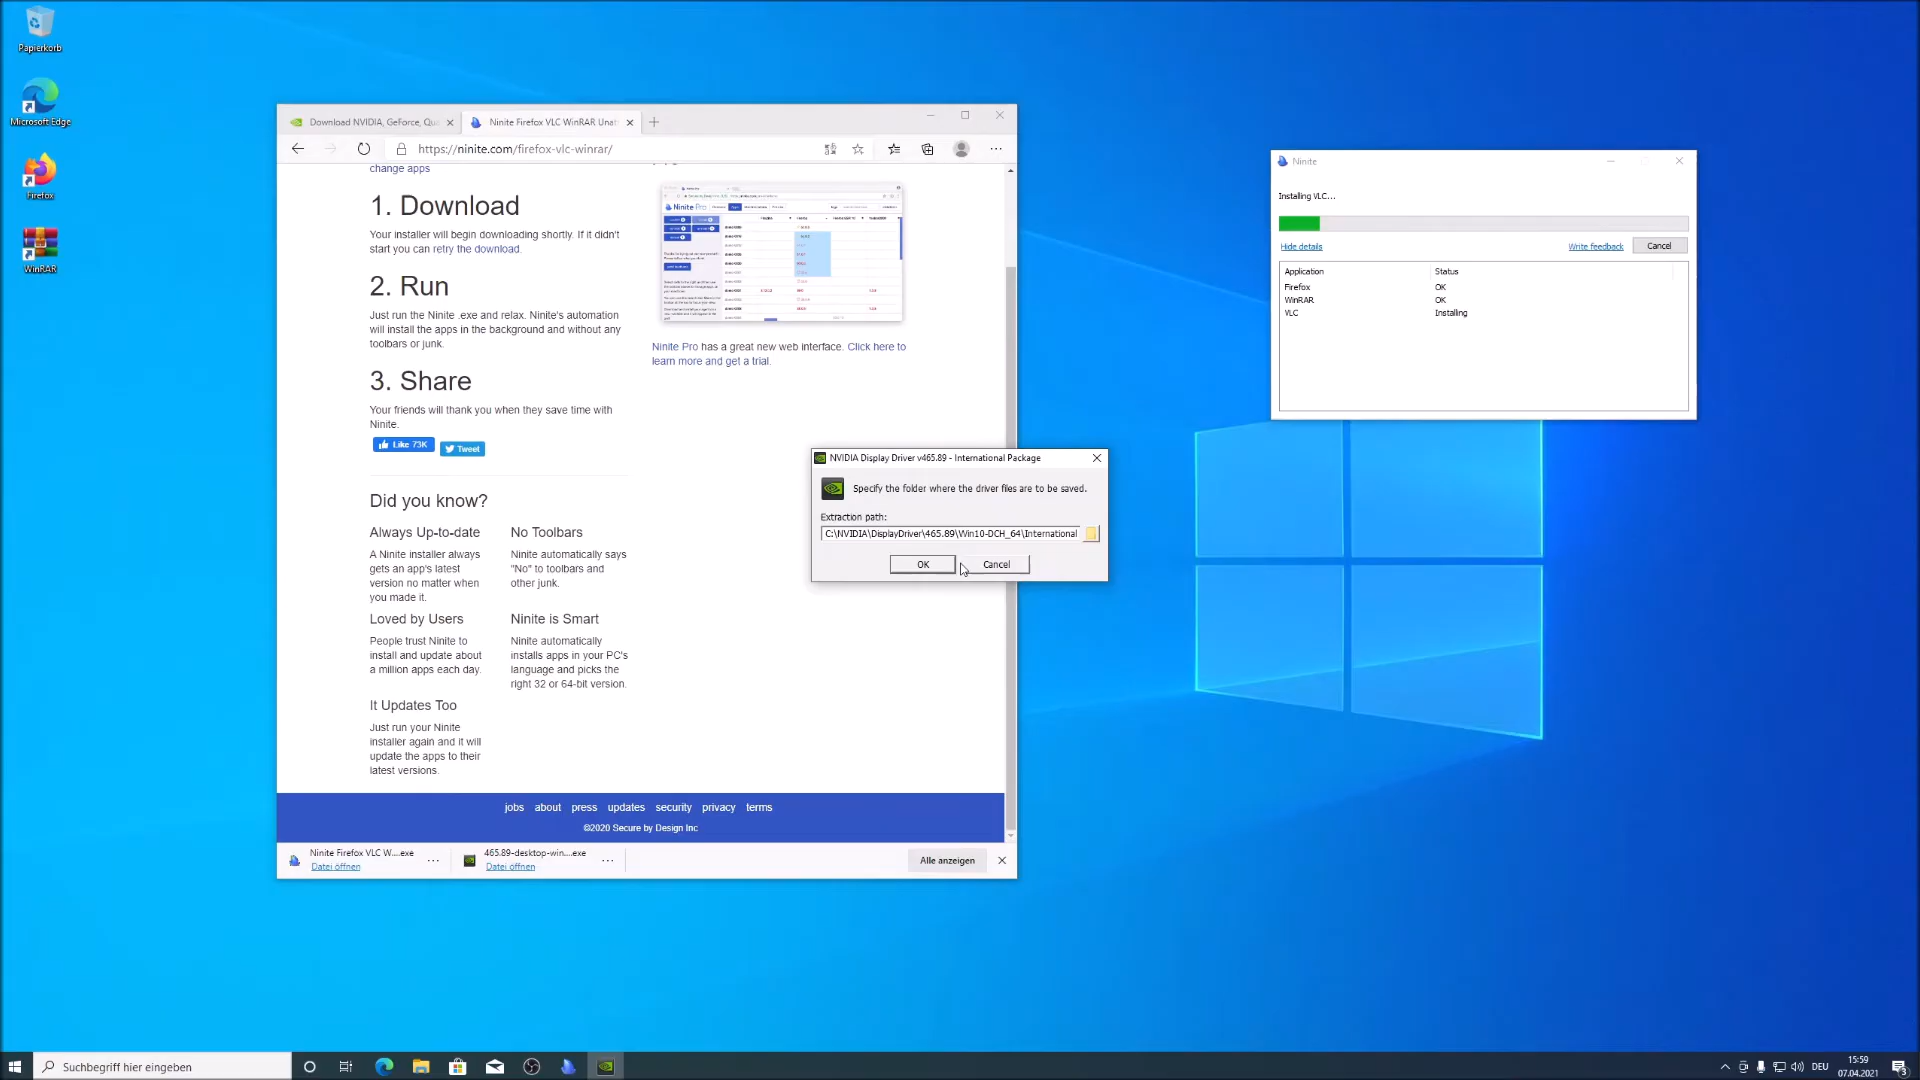 Papierkorb
Microsoft Edge
Firefox
WinRAR
Download NVIDIA, GeForce, Qu
Ninite Firefox VLC WinRAR Unat
https://ninite.com/firefox-vlc-winrar/
change apps
1. Download
Your installer will begin downloading shortly. If it didn't
start you can retry the download.
2. Run
Just run the Ninite .exe and relax. Ninite's automation
will install the apps in the background and without any
toolbars or junk.
3. Share
Your friends will thank you when they save time with
Ninite.
Like 73K
Tweet
Ninite Pro
Ninite Pro has a great new web interface. Click here to
learn more and get a trial.
Did you know?
Always Up-to-date
A Ninite installer always
gets an app's latest
version no matter when
you made it.
No Toolbars
Ninite automatically says
"No" to toolbars and
other junk.
Loved by Users
People trust Ninite to
install and update about
a million apps each day.
Ninite is Smart
Ninite automatically
installs apps in your PC's
language and picks the
right 32 or 64-bit version.
It Updates Too
Just run your Ninite
installer again and it will
update the apps to their
latest versions.
jobs about press updates security privacy terms
©2020 Secure by Design Inc
Ninite Firefox VLC W....exe
Datei öffnen
465.89-desktop-win....exe
Datei öffnen
Alle anzeigen
NVIDIA Display Driver v465.89 - International Package
Specify the folder where the driver files are to be saved.
Extraction path:
C:\NVIDIA\DisplayDriver\465.89\Win10-DCH_64\International
OK
Cancel
Ninite
Installing VLC...
Hide details
Write feedback
Cancel
Application Status
Firefox OK
WinRAR OK
VLC Installing
Suchbegriff hier eingeben
DEU
15:59
07.04.2021
3